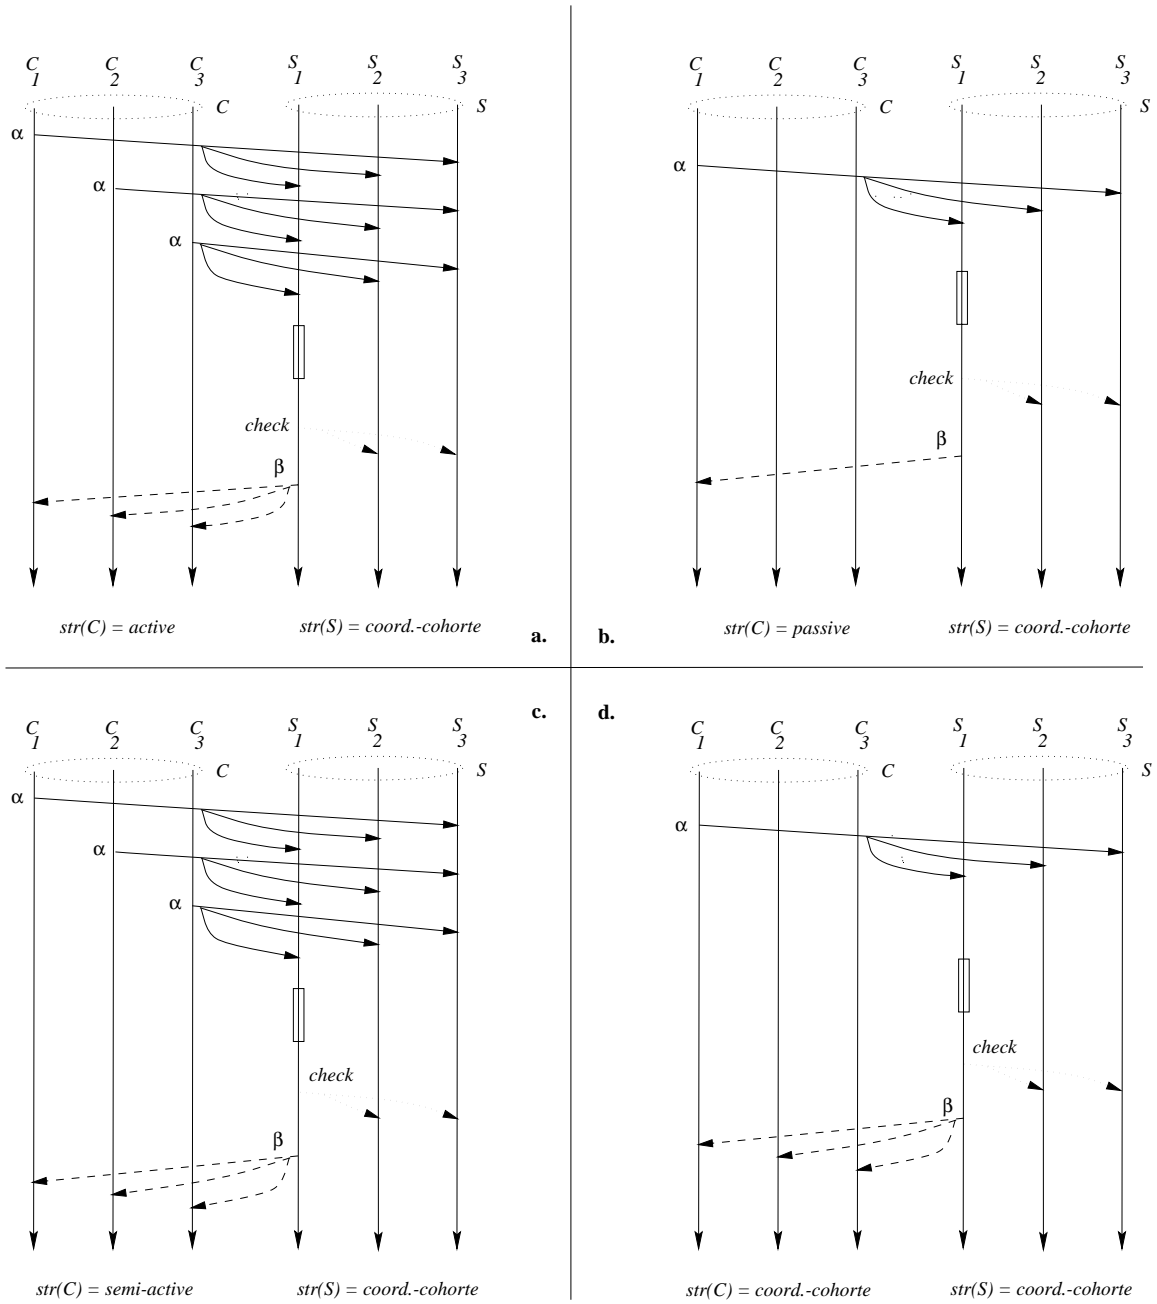 C1 C2 C3 S1 S2 S3
C S
α
α
α
check
β
str(C) = active str(S) = coord.-cohorte
a.
C1 C2 C3 S1 S2 S3
C S
α
check
β
str(C) = passive str(S) = coord.-cohorte
b.
c.
C1 C2 C3 S1 S2 S3
C S
α
α
α
check
β
str(C) = semi-active str(S) = coord.-cohorte
d.
C1 C2 C3 S1 S2 S3
C S
α
check
β
str(C) = coord.-cohorte str(S) = coord.-cohorte